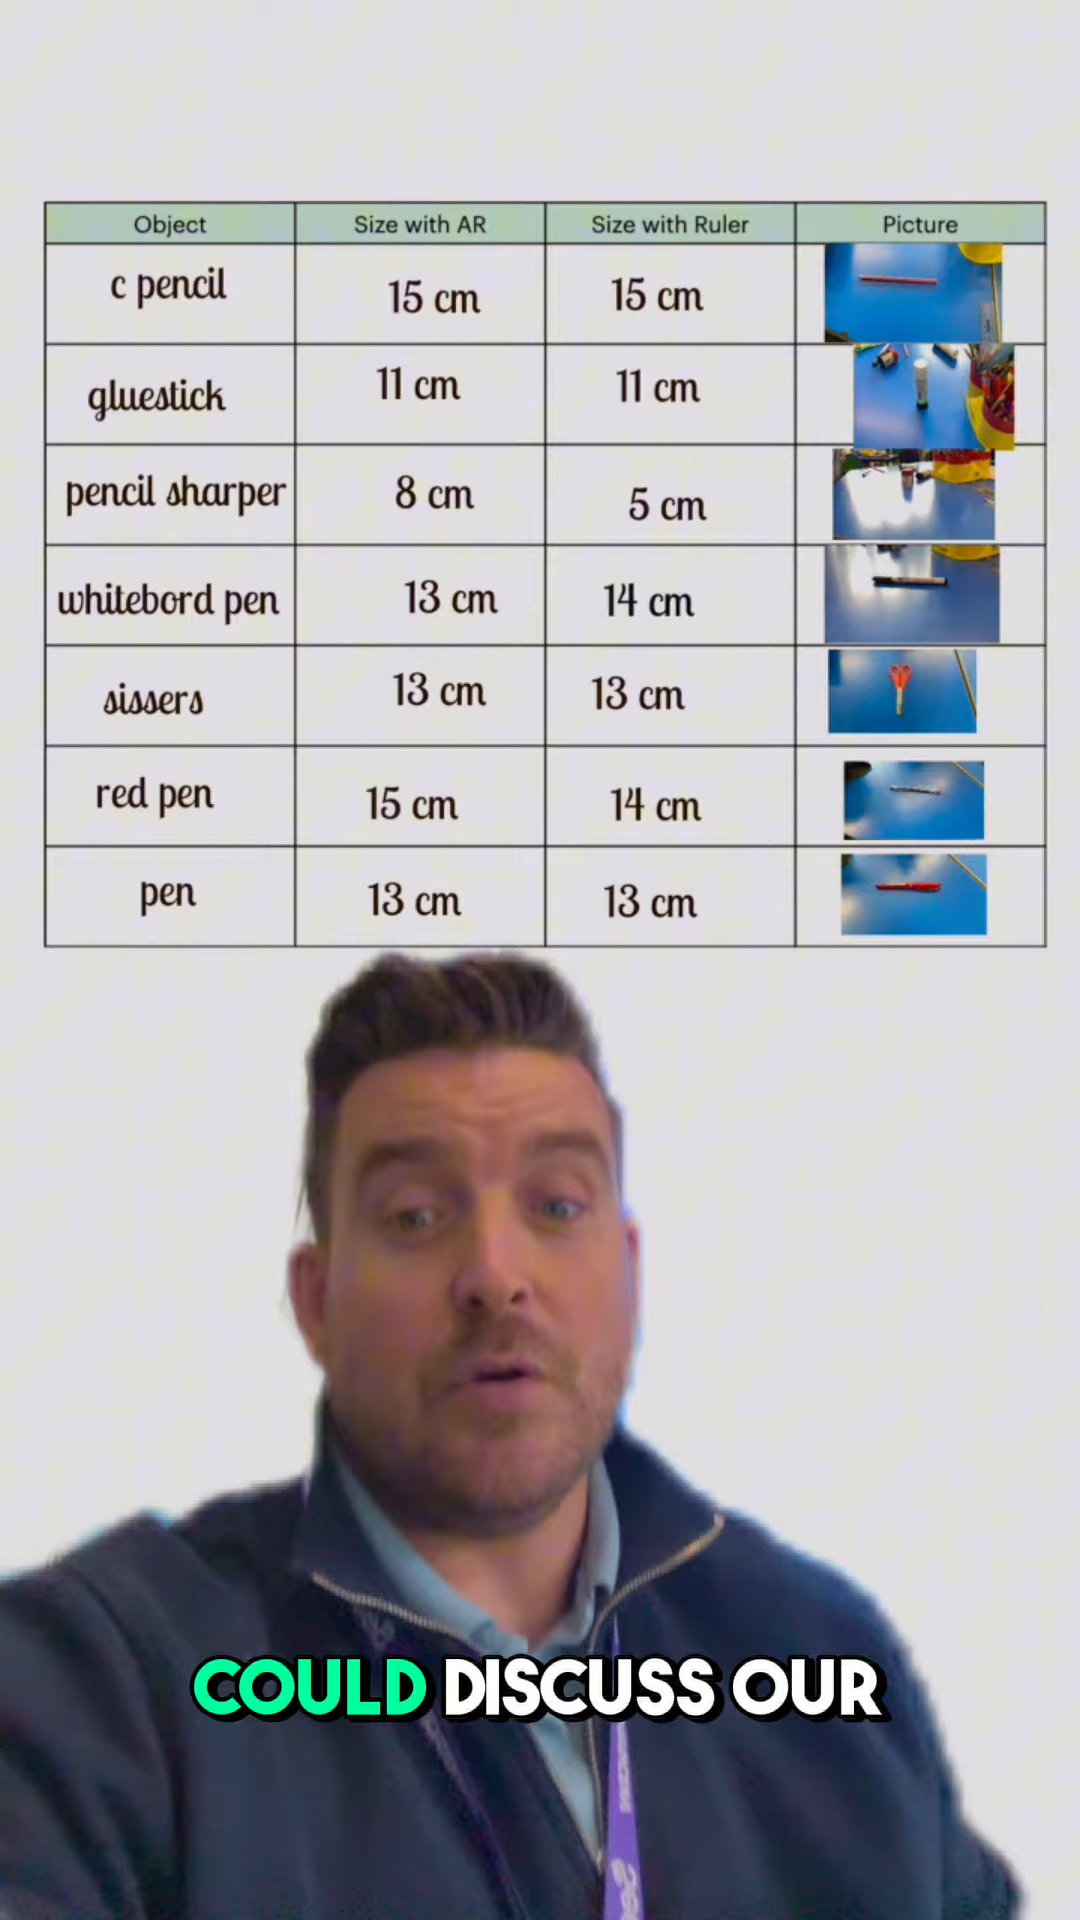 Object Size with AR Size with Ruler Picture
c pencil 15 cm 15 cm
gluestick 11 cm 11 cm
pencil sharper 8 cm 5 cm
whitebord pen 13 cm 14 cm
sissers 13 cm 13 cm
red pen 15 cm 14 cm
pen 13 cm 13 cm
COULD DISCUSS OUR